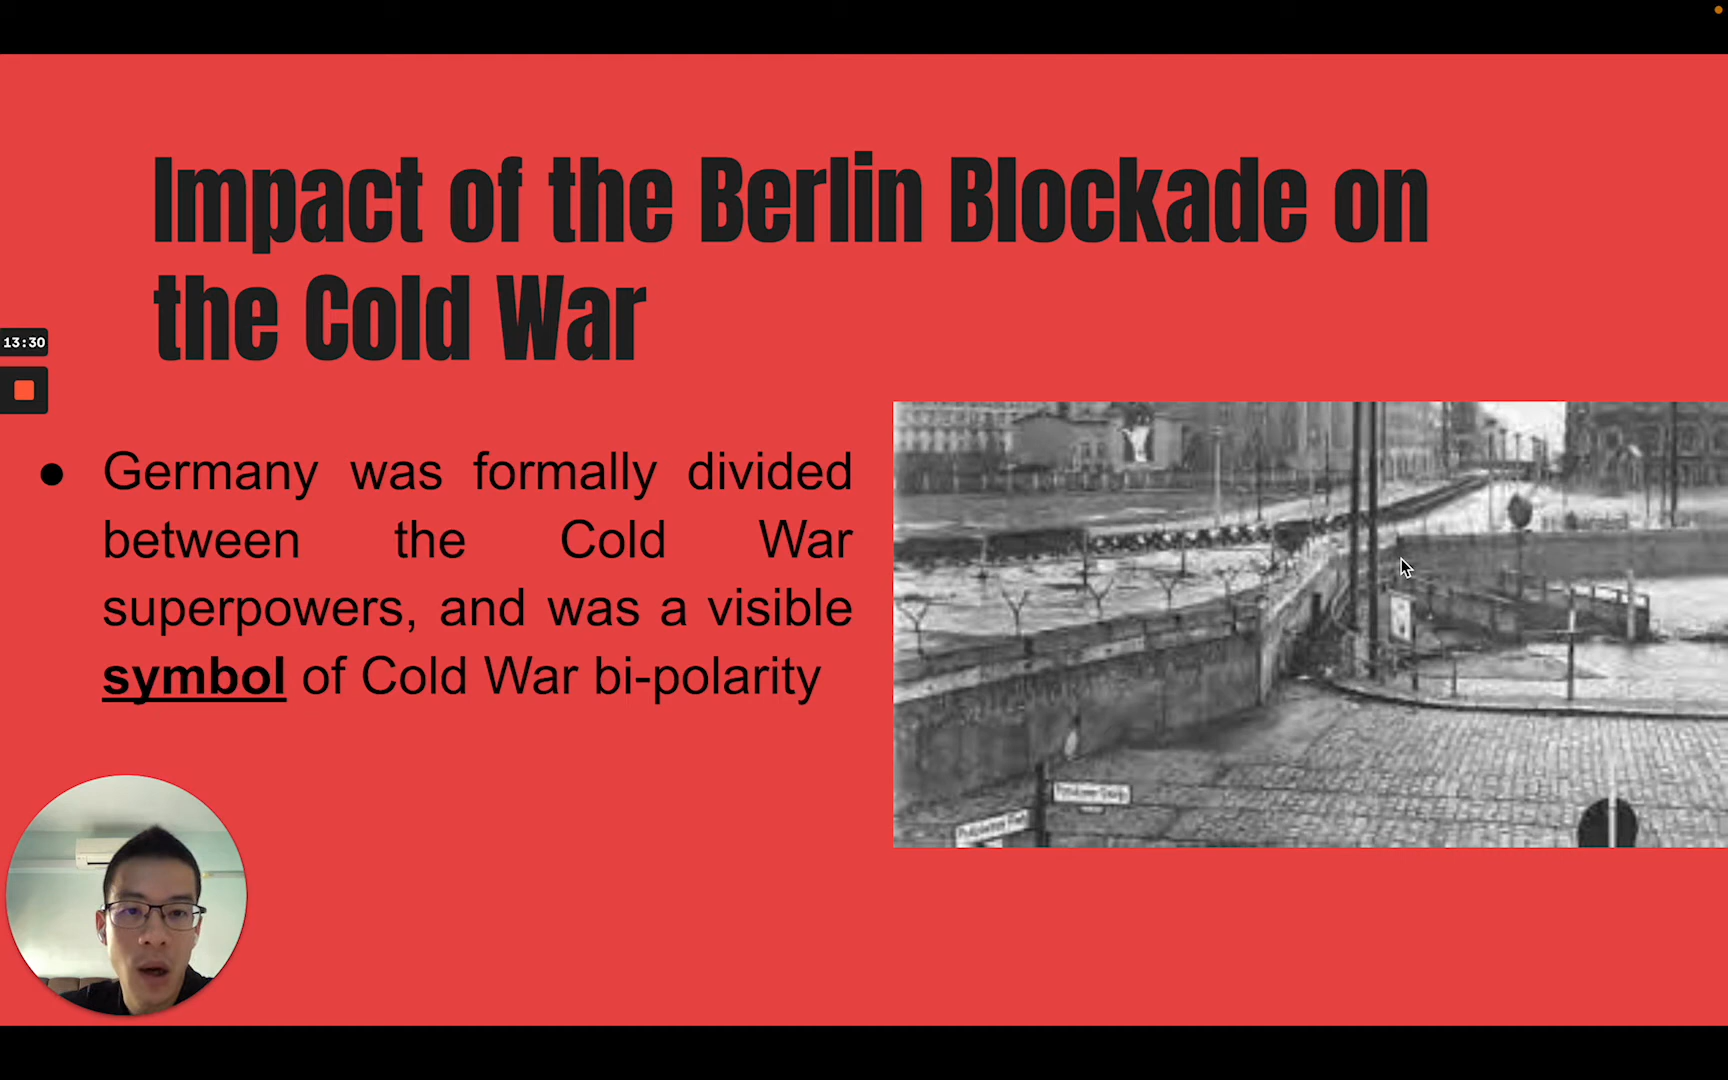 Impact of the Berlin Blockade on
the Cold War
13:30
● Germany was formally divided
between the Cold War
superpowers, and was a visible
symbol of Cold War bi-polarity